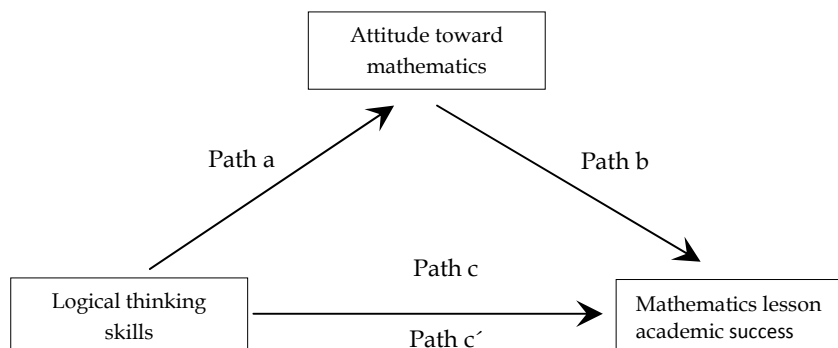 Attitude toward
mathematics
Path a
Path b
Path c
Logical thinking
skills
Mathematics lesson
academic success
Path c´